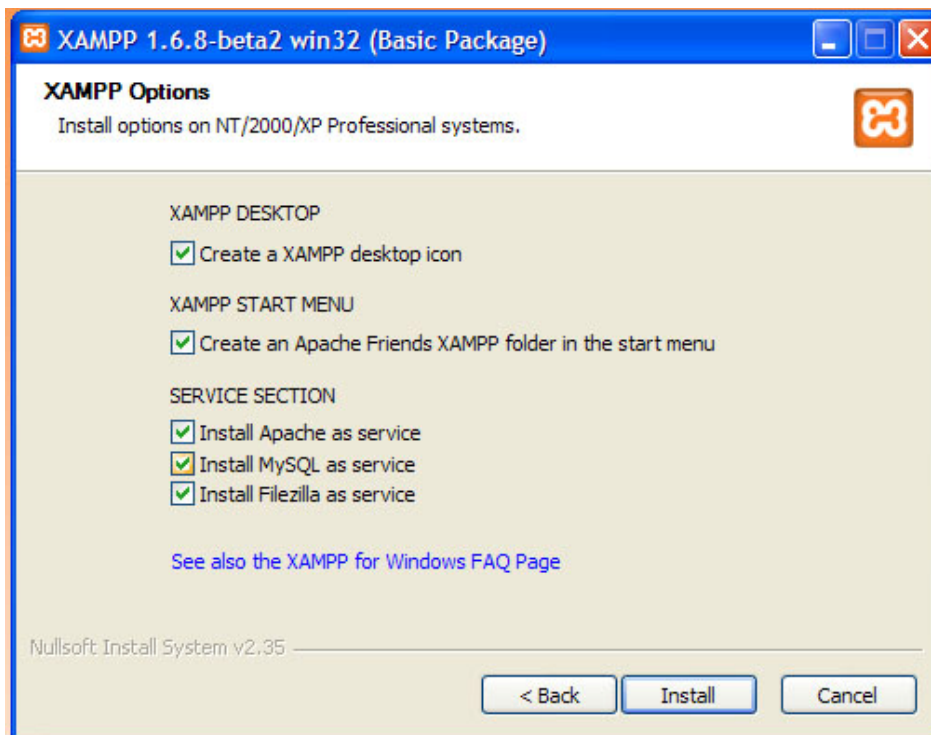 XAMPP 1.6.8-beta2 win32 (Basic Package)
XAMPP Options
Install options on NT/2000/XP Professional systems.
XAMPP DESKTOP
Create a XAMPP desktop icon
XAMPP START MENU
Create an Apache Friends XAMPP folder in the start menu
SERVICE SECTION
Install Apache as service
Install MySQL as service
Install Filezilla as service
See also the XAMPP for Windows FAQ Page
Nullsoft Install System v2.35
< Back
Install
Cancel